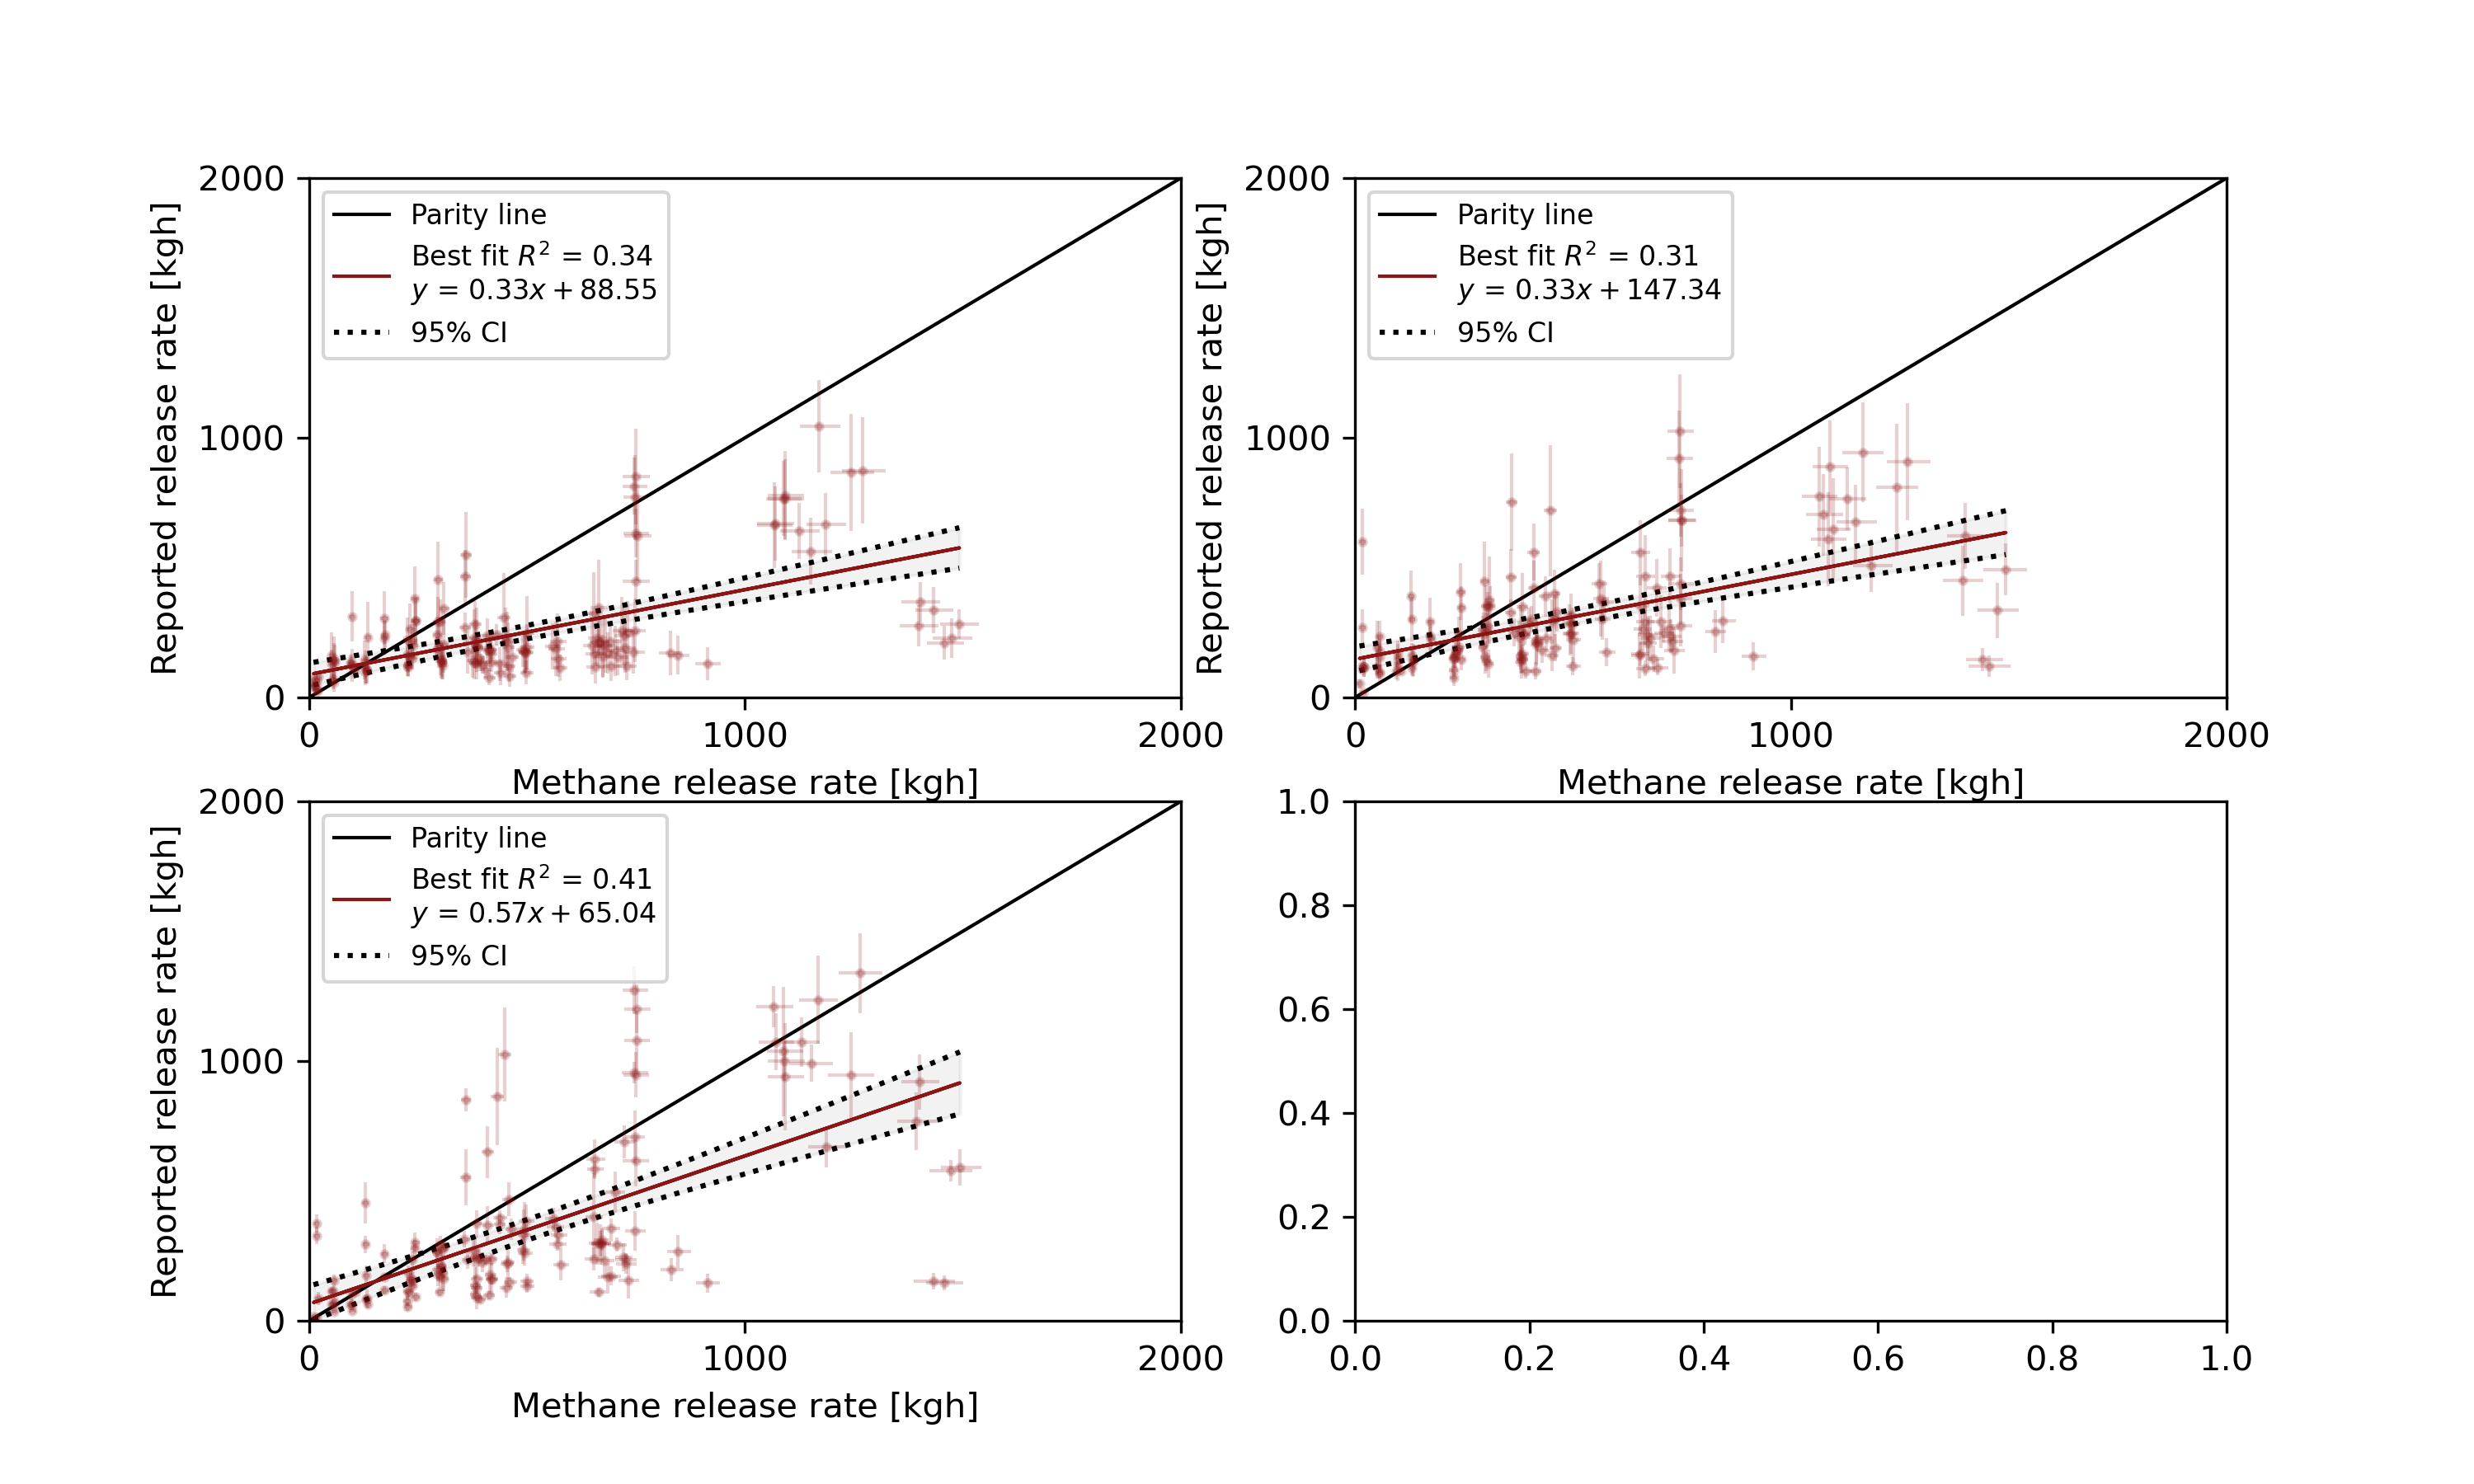 2000
1000
0
Reported release rate [kgh]
Parity line
Best fit R² = 0.34
y = 0.33x + 88.55
95% CI
0 1000 2000
Methane release rate [kgh]
2000
1000
0
Reported release rate [kgh]
Parity line
Best fit R² = 0.31
y = 0.33x + 147.34
95% CI
0 1000 2000
Methane release rate [kgh]
2000
1000
0
Reported release rate [kgh]
Parity line
Best fit R² = 0.41
y = 0.57x + 65.04
95% CI
0 1000 2000
Methane release rate [kgh]
1.0
0.8
0.6
0.4
0.2
0.0
0.0 0.2 0.4 0.6 0.8 1.0